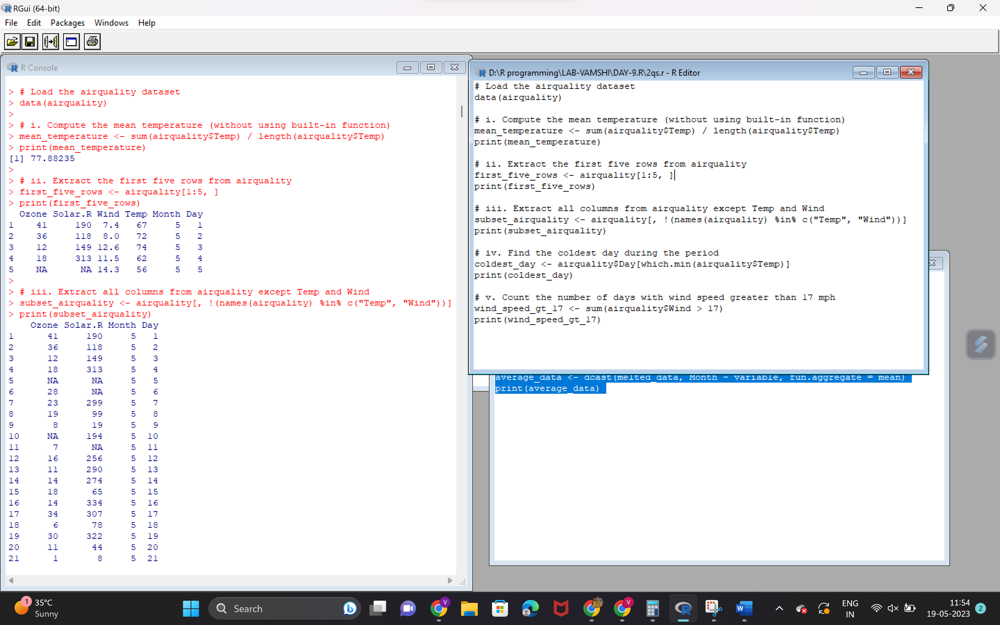 RGui (64-bit)
File Edit Packages Windows Help
R Console
> # Load the airquality dataset
> data(airquality)
>
> # i. Compute the mean temperature (without using built-in function)
> mean_temperature <- sum(airquality$Temp) / length(airquality$Temp)
> print(mean_temperature)
[1] 77.88235
>
> # ii. Extract the first five rows from airquality
> first_five_rows <- airquality[1:5, ]
> print(first_five_rows)
  Ozone Solar.R Wind Temp Month Day
1    41     190  7.4   67     5   1
2    36     118  8.0   72     5   2
3    12     149 12.6   74     5   3
4    18     313 11.5   62     5   4
5    NA      NA 14.3   56     5   5
>
> # iii. Extract all columns from airquality except Temp and Wind
> subset_airquality <- airquality[, !(names(airquality) %in% c("Temp", "Wind"))]
> print(subset_airquality)
    Ozone Solar.R Month Day
1      41     190     5   1
2      36     118     5   2
3      12     149     5   3
4      18     313     5   4
5      NA      NA     5   5
6      28      NA     5   6
7      23     299     5   7
8      19      99     5   8
9       8      19     5   9
10     NA     194     5  10
11      7      NA     5  11
12     16     256     5  12
13     11     290     5  13
14     14     274     5  14
15     18      65     5  15
16     14     334     5  16
17     34     307     5  17
18      6      78     5  18
19     30     322     5  19
20     11      44     5  20
21      1       8     5  21
D:\R programming\LAB-VAMSHI\DAY-9.R\2qs.r - R Editor
# Load the airquality dataset
data(airquality)
# i. Compute the mean temperature (without using built-in function)
mean_temperature <- sum(airquality$Temp) / length(airquality$Temp)
print(mean_temperature)
# ii. Extract the first five rows from airquality
first_five_rows <- airquality[1:5, ]
print(first_five_rows)
# iii. Extract all columns from airquality except Temp and Wind
subset_airquality <- airquality[, !(names(airquality) %in% c("Temp", "Wind"))]
print(subset_airquality)
# iv. Find the coldest day during the period
coldest_day <- airquality$Day[which.min(airquality$Temp)]
print(coldest_day)
# v. Count the number of days with wind speed greater than 17 mph
wind_speed_gt_17 <- sum(airquality$Wind > 17)
print(wind_speed_gt_17)
average_data <- dcast(melted_data, Month ~ variable, fun.aggregate = mean)
print(average_data)
1
35°C
Sunny
Search
V
V
W
ENG
IN
11:54
19-05-2023
2